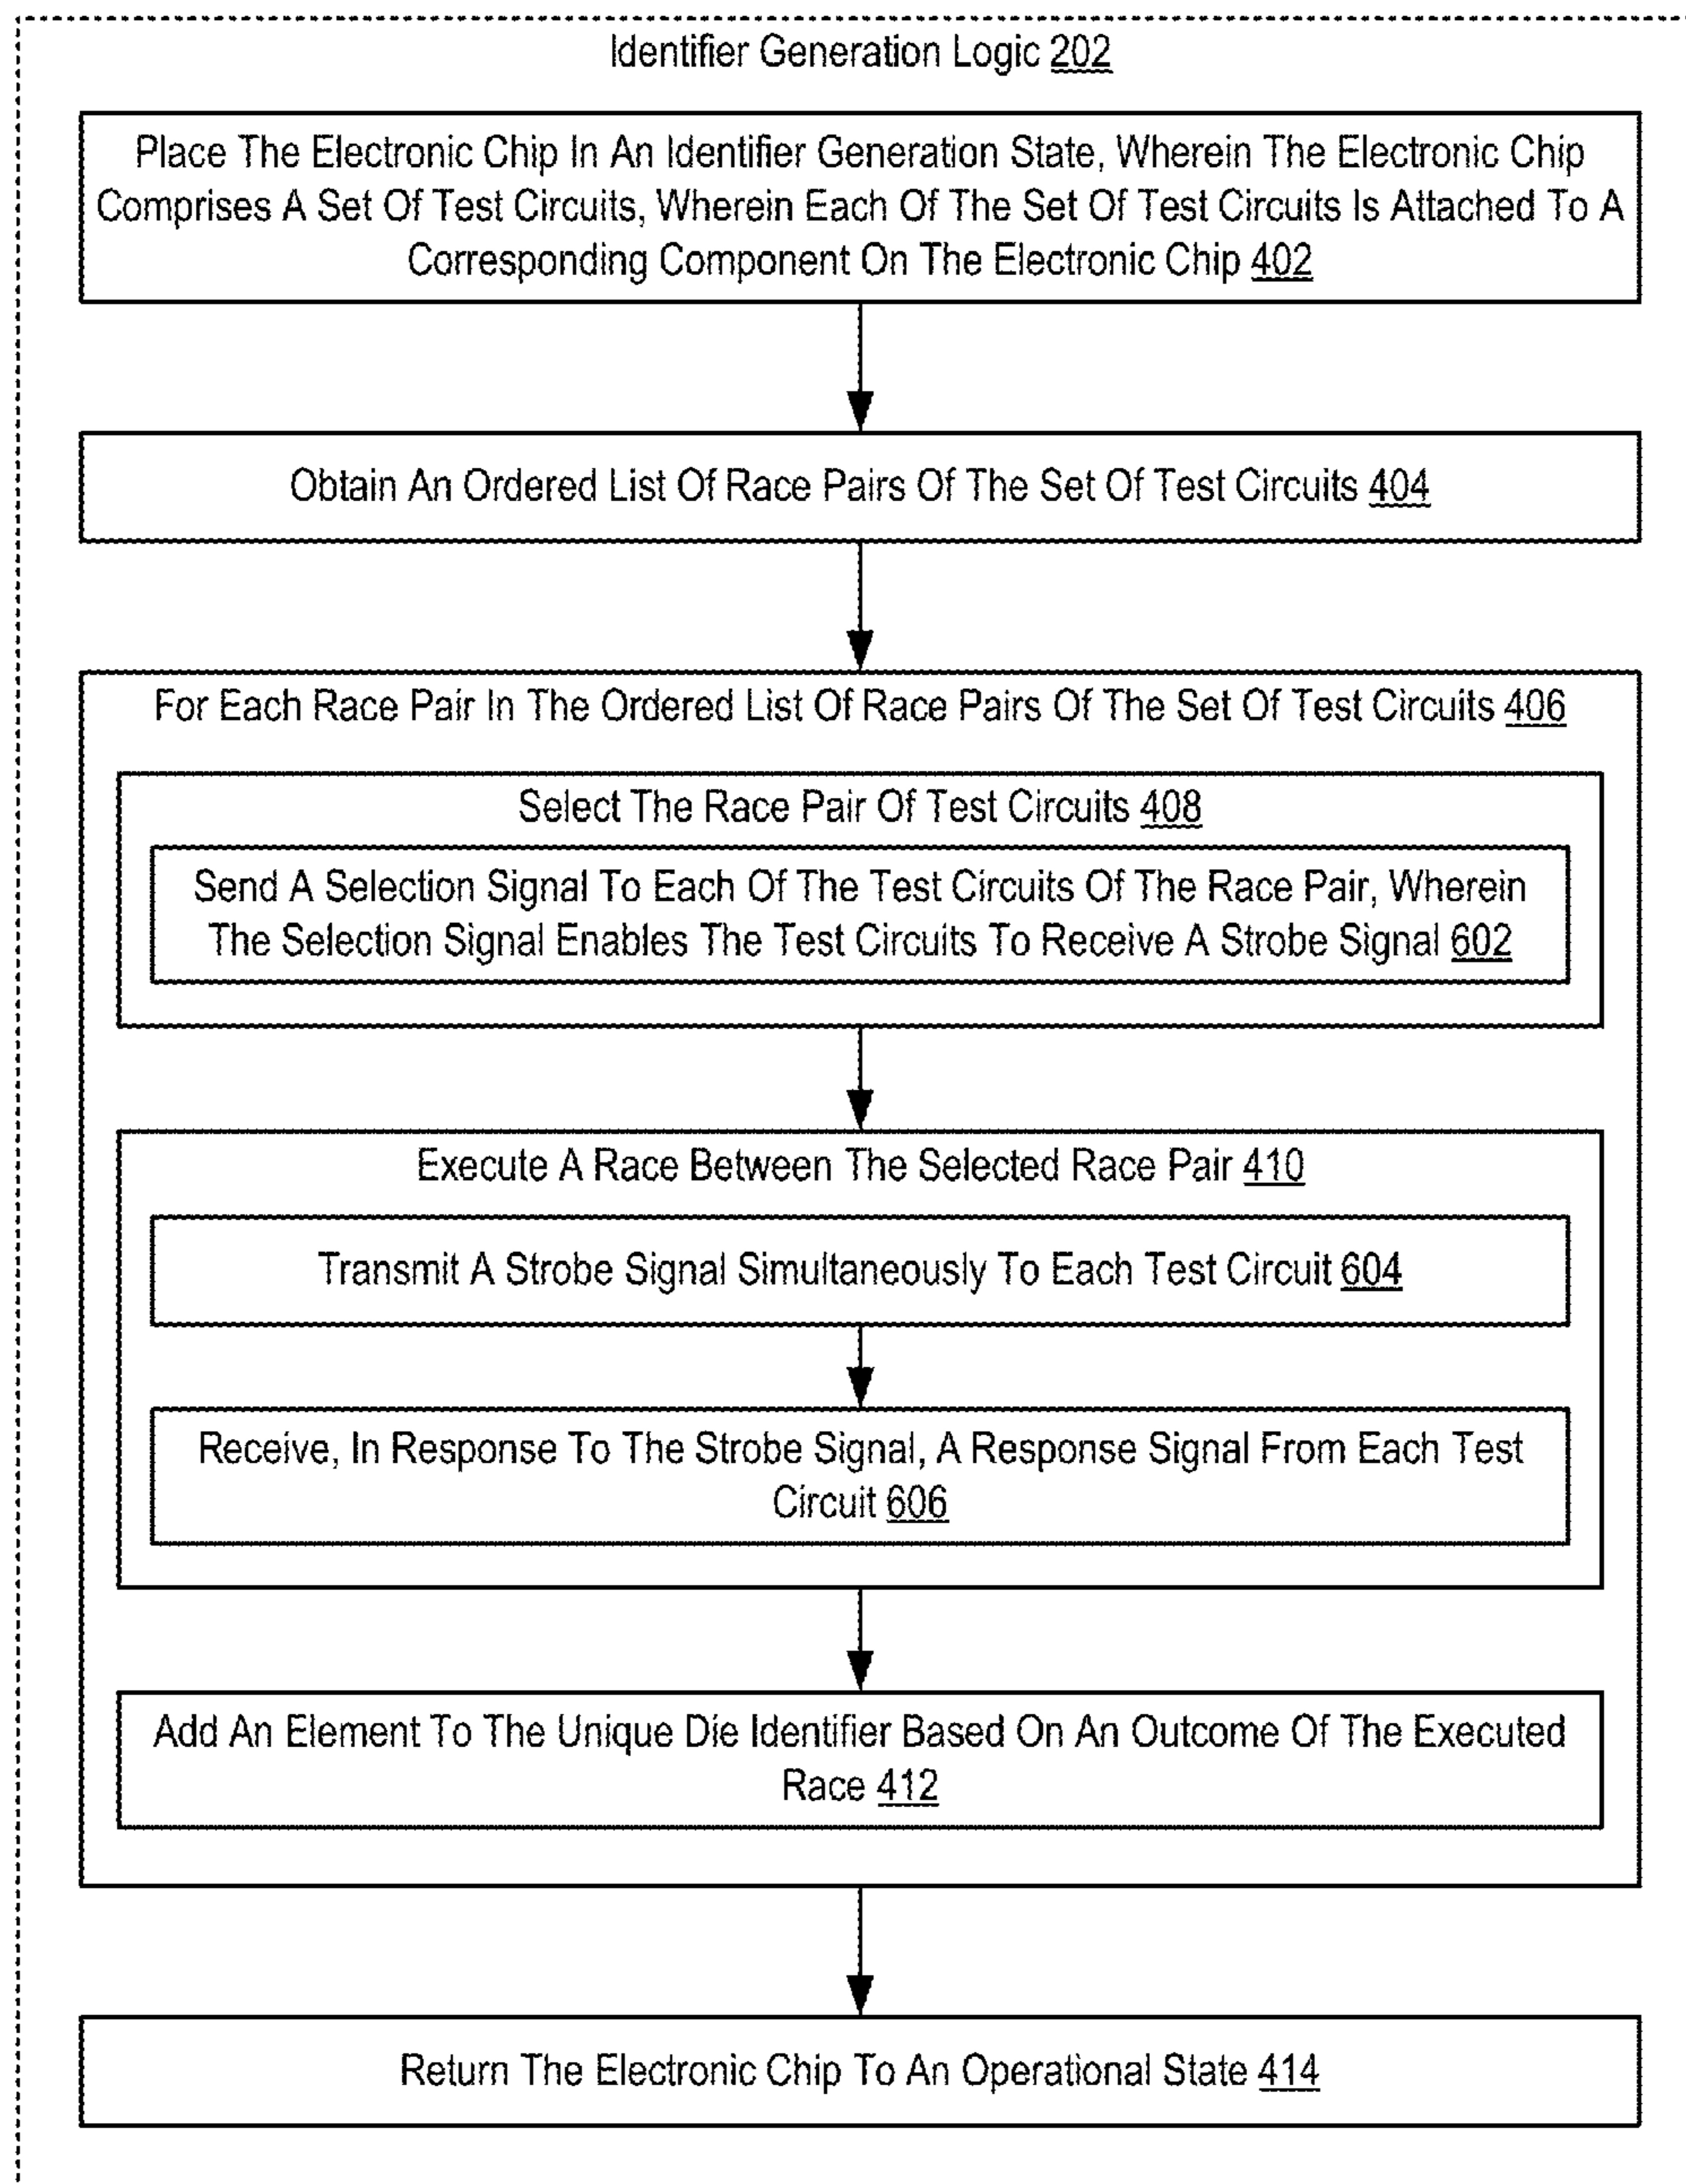 Identifier Generation Logic 202
Place The Electronic Chip In An Identifier Generation State, Wherein The Electronic Chip
Comprises A Set Of Test Circuits, Wherein Each Of The Set Of Test Circuits Is Attached To A
Corresponding Component On The Electronic Chip 402
Obtain An Ordered List Of Race Pairs Of The Set Of Test Circuits 404
For Each Race Pair In The Ordered List Of Race Pairs Of The Set Of Test Circuits 406
Select The Race Pair Of Test Circuits 408
Send A Selection Signal To Each Of The Test Circuits Of The Race Pair, Wherein
The Selection Signal Enables The Test Circuits To Receive A Strobe Signal 602
Execute A Race Between The Selected Race Pair 410
Transmit A Strobe Signal Simultaneously To Each Test Circuit 604
Receive, In Response To The Strobe Signal, A Response Signal From Each Test
Circuit 606
Add An Element To The Unique Die Identifier Based On An Outcome Of The Executed
Race 412
Return The Electronic Chip To An Operational State 414